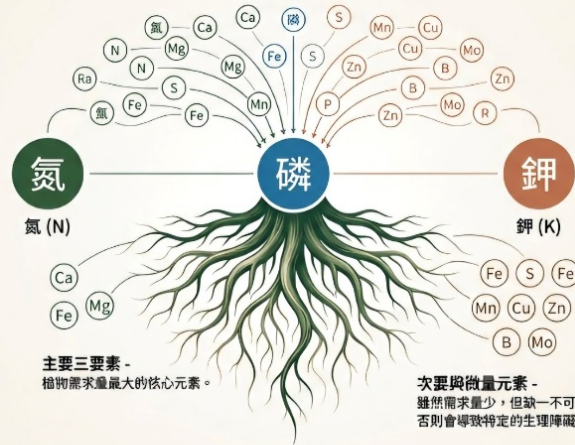 Ca
S
氮
Ca
Mn
Cu
N
Mg
Fe
S
Cu
Mo
N
Mg
Zn
B
Ra
S
B
Zn
Fe
Fe
Mn
P
Zn
Mo
R
氮
磷
鉀
氮 (N)
鉀 (K)
Ca
Fe
Mg
Fe S Fe
Mn Cu Zn
B Mo
主要三要素 -
植物需求量最大的核心元素。
次要與微量元素 -
雖然需求量少，但缺一不可
否則會導致特定的生理障礙